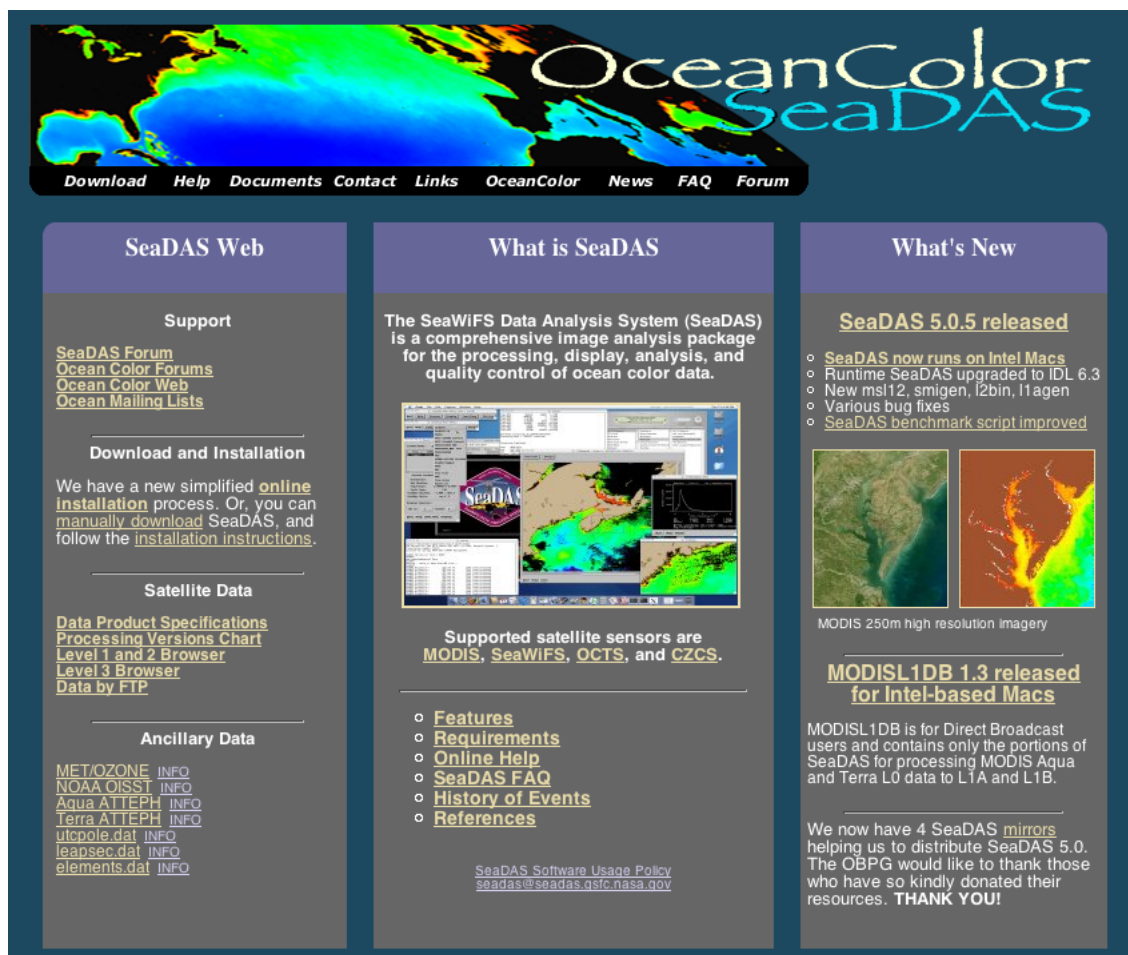 OceanColor
SeaDAS
Download Help Documents Contact Links OceanColor News FAQ Forum
SeaDAS Web
Support
SeaDAS Forum
Ocean Color Forums
Ocean Color Web
Ocean Mailing Lists
Download and Installation
We have a new simplified online
installation process. Or, you can
manually download SeaDAS, and
follow the installation instructions.
Satellite Data
Data Product Specifications
Processing Versions Chart
Level 1 and 2 Browser
Level 3 Browser
Data by FTP
Ancillary Data
MET/OZONE INFO
NOAA OISST INFO
Aqua ATTEPH INFO
Terra ATTEPH INFO
utcpole.dat INFO
leapsec.dat INFO
elements.dat INFO
What is SeaDAS
The SeaWiFS Data Analysis System (SeaDAS)
is a comprehensive image analysis package
for the processing, display, analysis, and
quality control of ocean color data.
SeaDAS
Supported satellite sensors are
MODIS, SeaWiFS, OCTS, and CZCS.
Features
Requirements
Online Help
SeaDAS FAQ
History of Events
References
SeaDAS Software Usage Policy
seadas@seadas.gsfc.nasa.gov
What's New
SeaDAS 5.0.5 released
SeaDAS now runs on Intel Macs
Runtime SeaDAS upgraded to IDL 6.3
New msl12, smigen, l2bin, l1agen
Various bug fixes
SeaDAS benchmark script improved
MODIS 250m high resolution imagery
MODISL1DB 1.3 released
for Intel-based Macs
MODISL1DB is for Direct Broadcast
users and contains only the portions of
SeaDAS for processing MODIS Aqua
and Terra L0 data to L1A and L1B.
We now have 4 SeaDAS mirrors
helping us to distribute SeaDAS 5.0.
The OBPG would like to thank those
who have so kindly donated their
resources. THANK YOU!